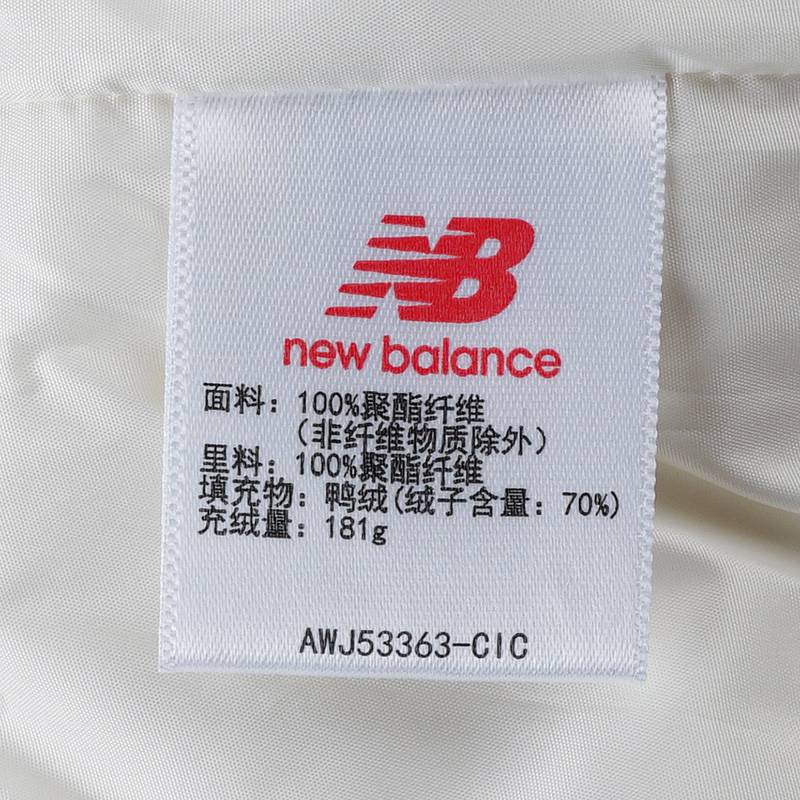 NB
new balance
面料：100%聚酯纤维
（非纤维物质除外）
里料：100%聚酯纤维
填充物：鸭绒(绒子含量：70%)
充绒量：181g
AWJ53363-CIC